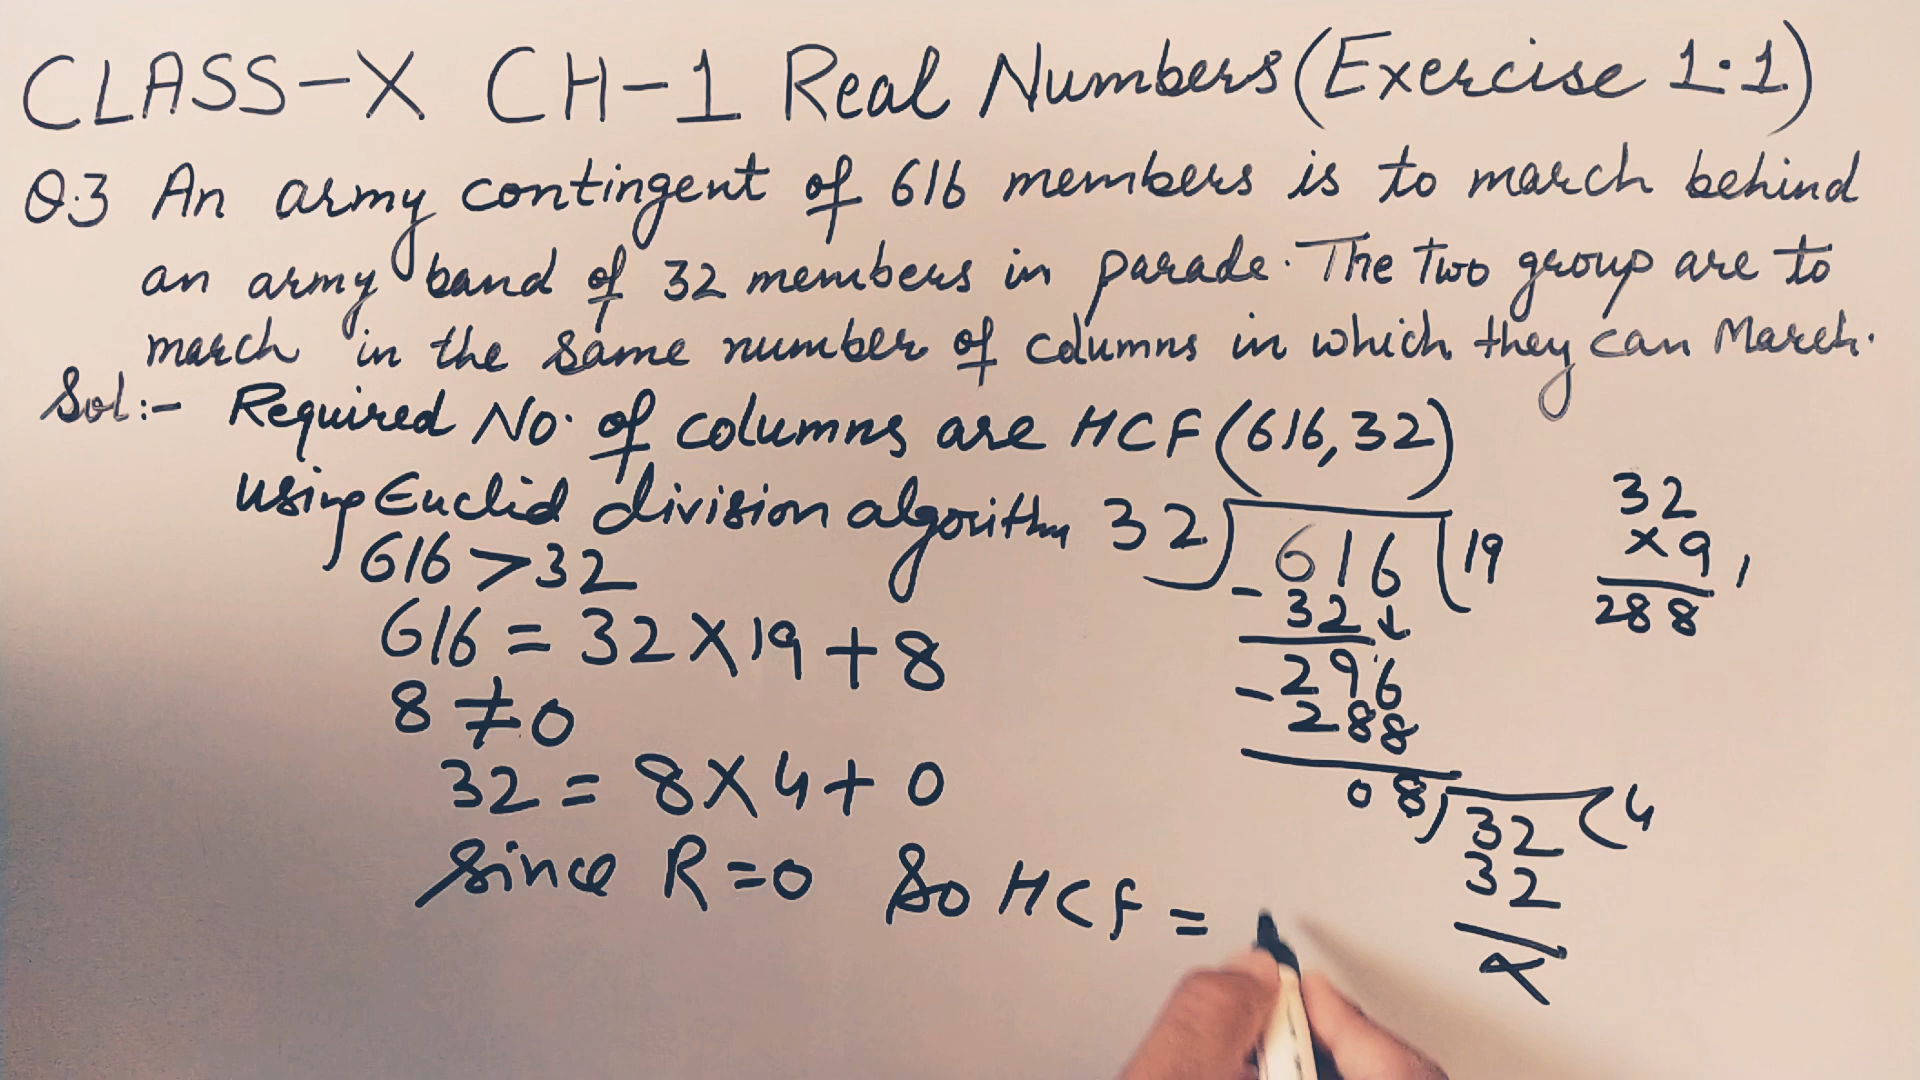 CLASS-X CH-1 Real Numbers (Exercise 1.1)
Q.3 An army contingent of 616 members is to march behind
an army band of 32 members in parade. The Two group are to
march in the same number of columns in which they can March.
Sol:- Required No. of columns are HCF (616,32)
using Euclid division algorithm
616 > 32
616 = 32 X 19 + 8
8 ≠ 0
32 = 8 X 4 + 0
Since R = 0 So HCF =
32) 616 (19
- 32 ↓
296
- 288
08) 32 (4
32
x
32
x 9
288